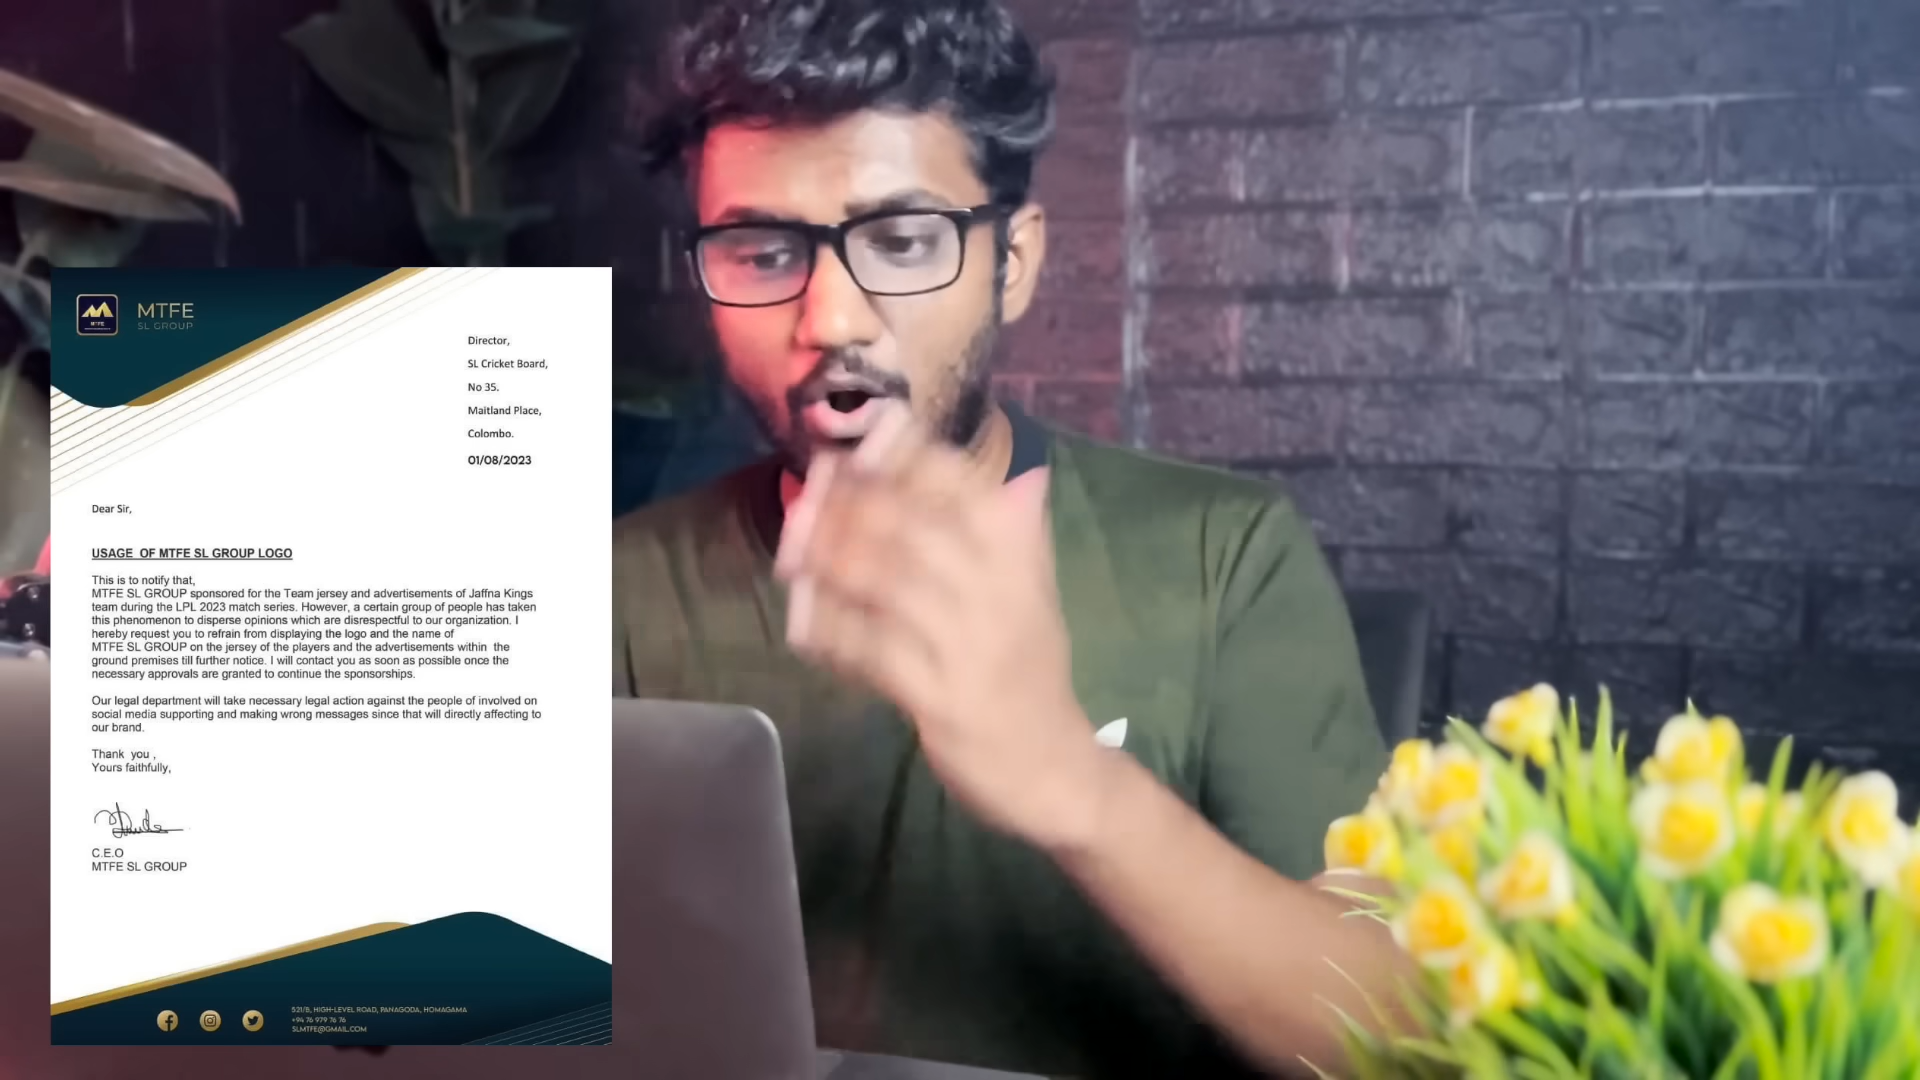 MTFE
SL GROUP
MTFE
Director,
SL Cricket Board,
No 35.
Maitland Place,
Colombo.
01/08/2023
Dear Sir,
USAGE OF MTFE SL GROUP LOGO
This is to notify that,
MTFE SL GROUP sponsored for the Team jersey and advertisements of Jaffna Kings
team during the LPL 2023 match series. However, a certain group of people has taken
this phenomenon to disperse opinions which are disrespectful to our organization. I
hereby request you to refrain from displaying the logo and the name of
MTFE SL GROUP on the jersey of the players and the advertisements within the
ground premises till further notice. I will contact you as soon as possible once the
necessary approvals are granted to continue the sponsorships.
Our legal department will take necessary legal action against the people of involved on
social media supporting and making wrong messages since that will directly affecting to
our brand.
Thank you ,
Yours faithfully,
C.E.O
MTFE SL GROUP
531/B, HIGH-LEVEL ROAD, PANAGODA, HOMAGAMA
+94 76 979 76 76
SLMTFE@GMAIL.COM